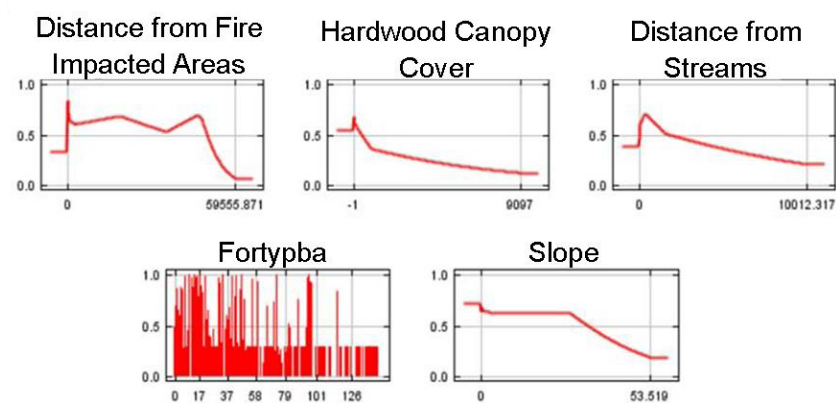 Distance from Fire
Impacted Areas
Hardwood Canopy
Cover
Distance from
Streams
1.0
0.5
0.0
0
59555.871
1.0
0.5
0.0
-1
9097
1.0
0.5
0.0
0
10012.317
Fortypba
Slope
1.0
0.5
0.0
0 17 37 58 79 101 126
1.0
0.5
0.0
0
53.519